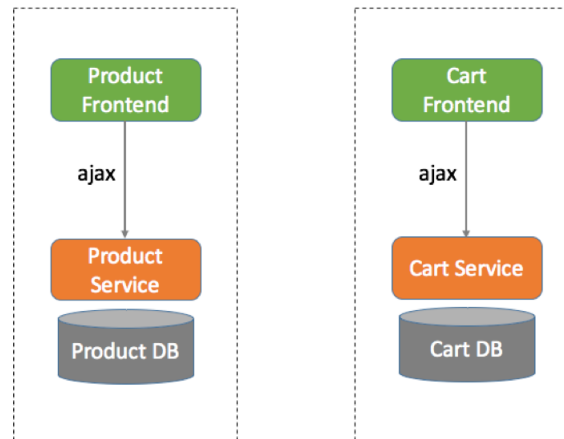 Product
Frontend
ajax
Product
Service
Product DB
Cart
Frontend
ajax
Cart Service
Cart DB